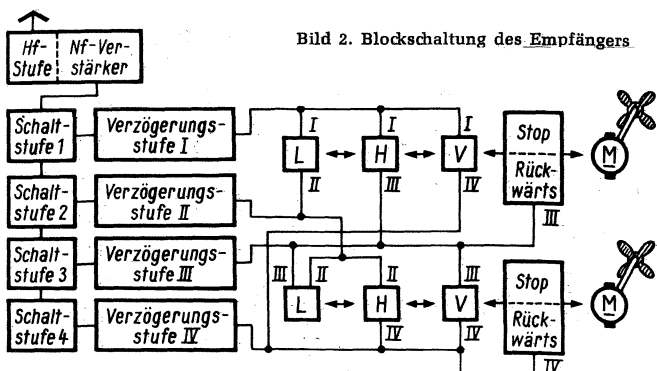 Bild 2. Blockschaltung des Empfängers
Hf- Stufe
Nf-Ver- stärker
Schalt- stufe 1
Verzögerungs- stufe I
Schalt- stufe 2
Verzögerungs- stufe II
Schalt- stufe 3
Verzögerungs- stufe III
Schalt- stufe 4
Verzögerungs- stufe IV
I I I
L H V
II III IV
Stop
Rück- wärts
III
M
III II II III
L H V
IV IV
Stop
Rück- wärts
IV
M